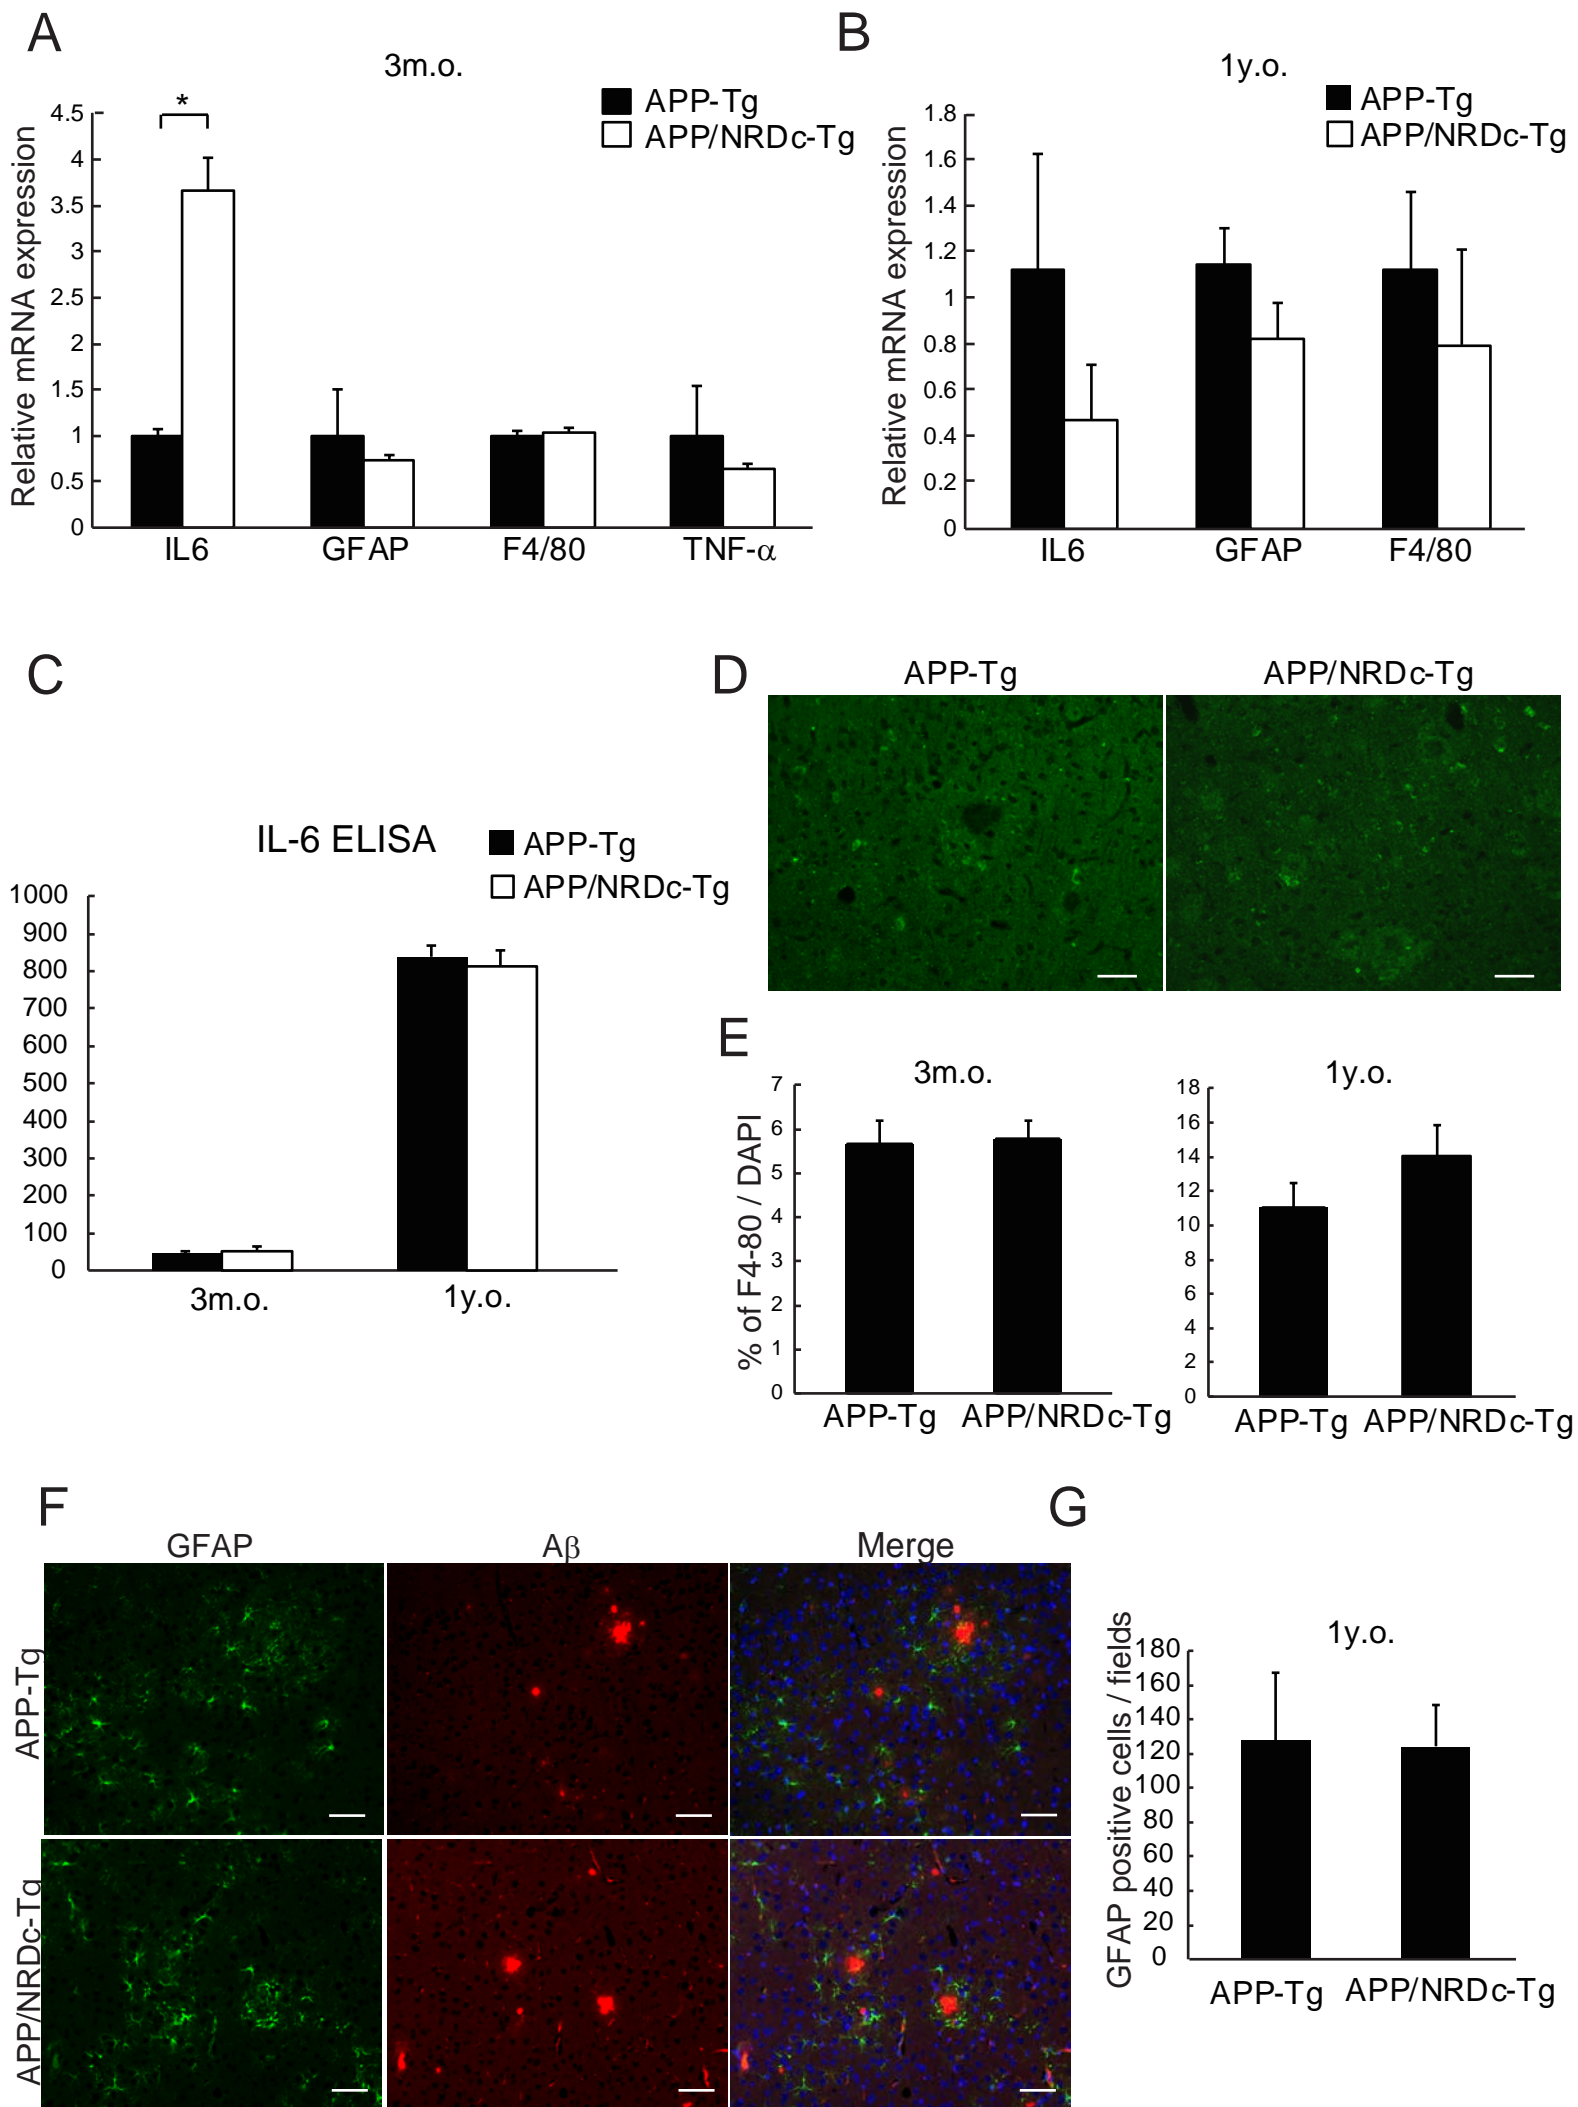 A
3m.o.
APP-Tg
APP/NRDc-Tg
*
Relative mRNA expression
4.5
4
3.5
3
2.5
2
1.5
1
0.5
0
IL6 GFAP F4/80 TNF-α
B
1y.o.
APP-Tg
APP/NRDc-Tg
Relative mRNA expression
1.8
1.6
1.4
1.2
1
0.8
0.6
0.4
0.2
0
IL6 GFAP F4/80
C
IL-6 ELISA
APP-Tg
APP/NRDc-Tg
1000
900
800
700
600
500
400
300
200
100
0
3m.o. 1y.o.
D
APP-Tg APP/NRDc-Tg
E
3m.o.
% of F4-80 / DAPI
7
6
5
4
3
2
1
0
APP-Tg APP/NRDc-Tg
1y.o.
18
16
14
12
10
8
6
4
2
0
APP-Tg APP/NRDc-Tg
F
GFAP Aβ Merge
APP-Tg
APP/NRDc-Tg
G
1y.o.
GFAP positive cells / fields
180
160
140
120
100
80
60
40
20
0
APP-Tg APP/NRDc-Tg